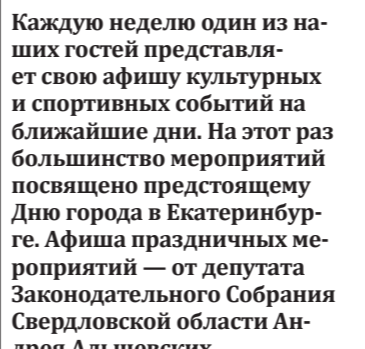 Каждую неделю один из на-
ших гостей представля-
ет свою афишу культурных
и спортивных событий на
ближайшие дни. На этот раз
большинство мероприятий
посвящено предстоящему
Дню города в Екатеринбур-
ге. Афиша праздничных ме-
роприятий — от депутата
Законодательного Собрания
Свердловской области Ан-
дрея Альшевских